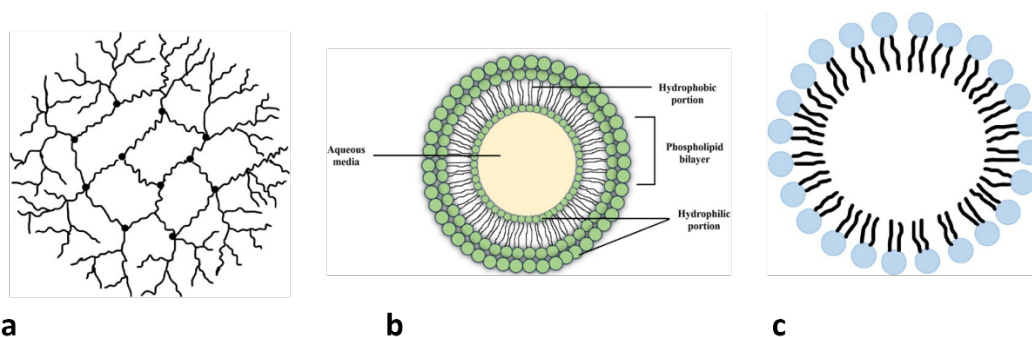 Hydrophobic
portion
Aqueous
media
Phospholipid
bilayer
Hydrophilic
portion
a
b
c